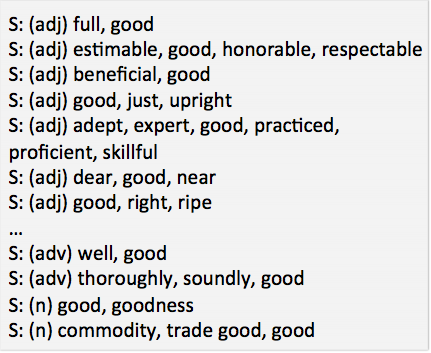 S: (adj) full, good
S: (adj) estimable, good, honorable, respectable
S: (adj) beneficial, good
S: (adj) good, just, upright
S: (adj) adept, expert, good, practiced,
proficient, skillful
S: (adj) dear, good, near
S: (adj) good, right, ripe
…
S: (adv) well, good
S: (adv) thoroughly, soundly, good
S: (n) good, goodness
S: (n) commodity, trade good, good